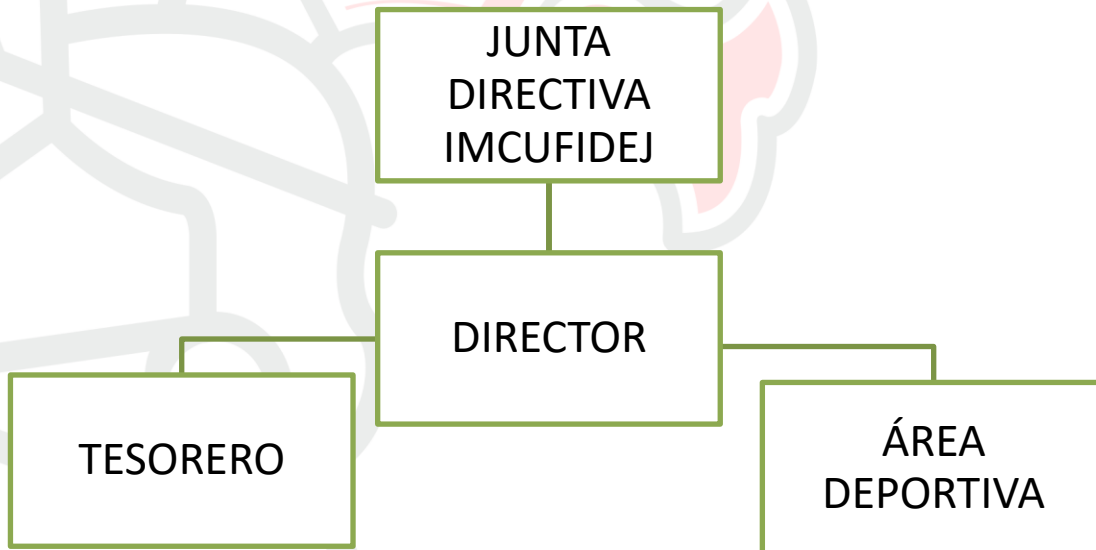 JUNTA
DIRECTIVA
IMCUFIDEJ
DIRECTOR
TESORERO
ÁREA
DEPORTIVA